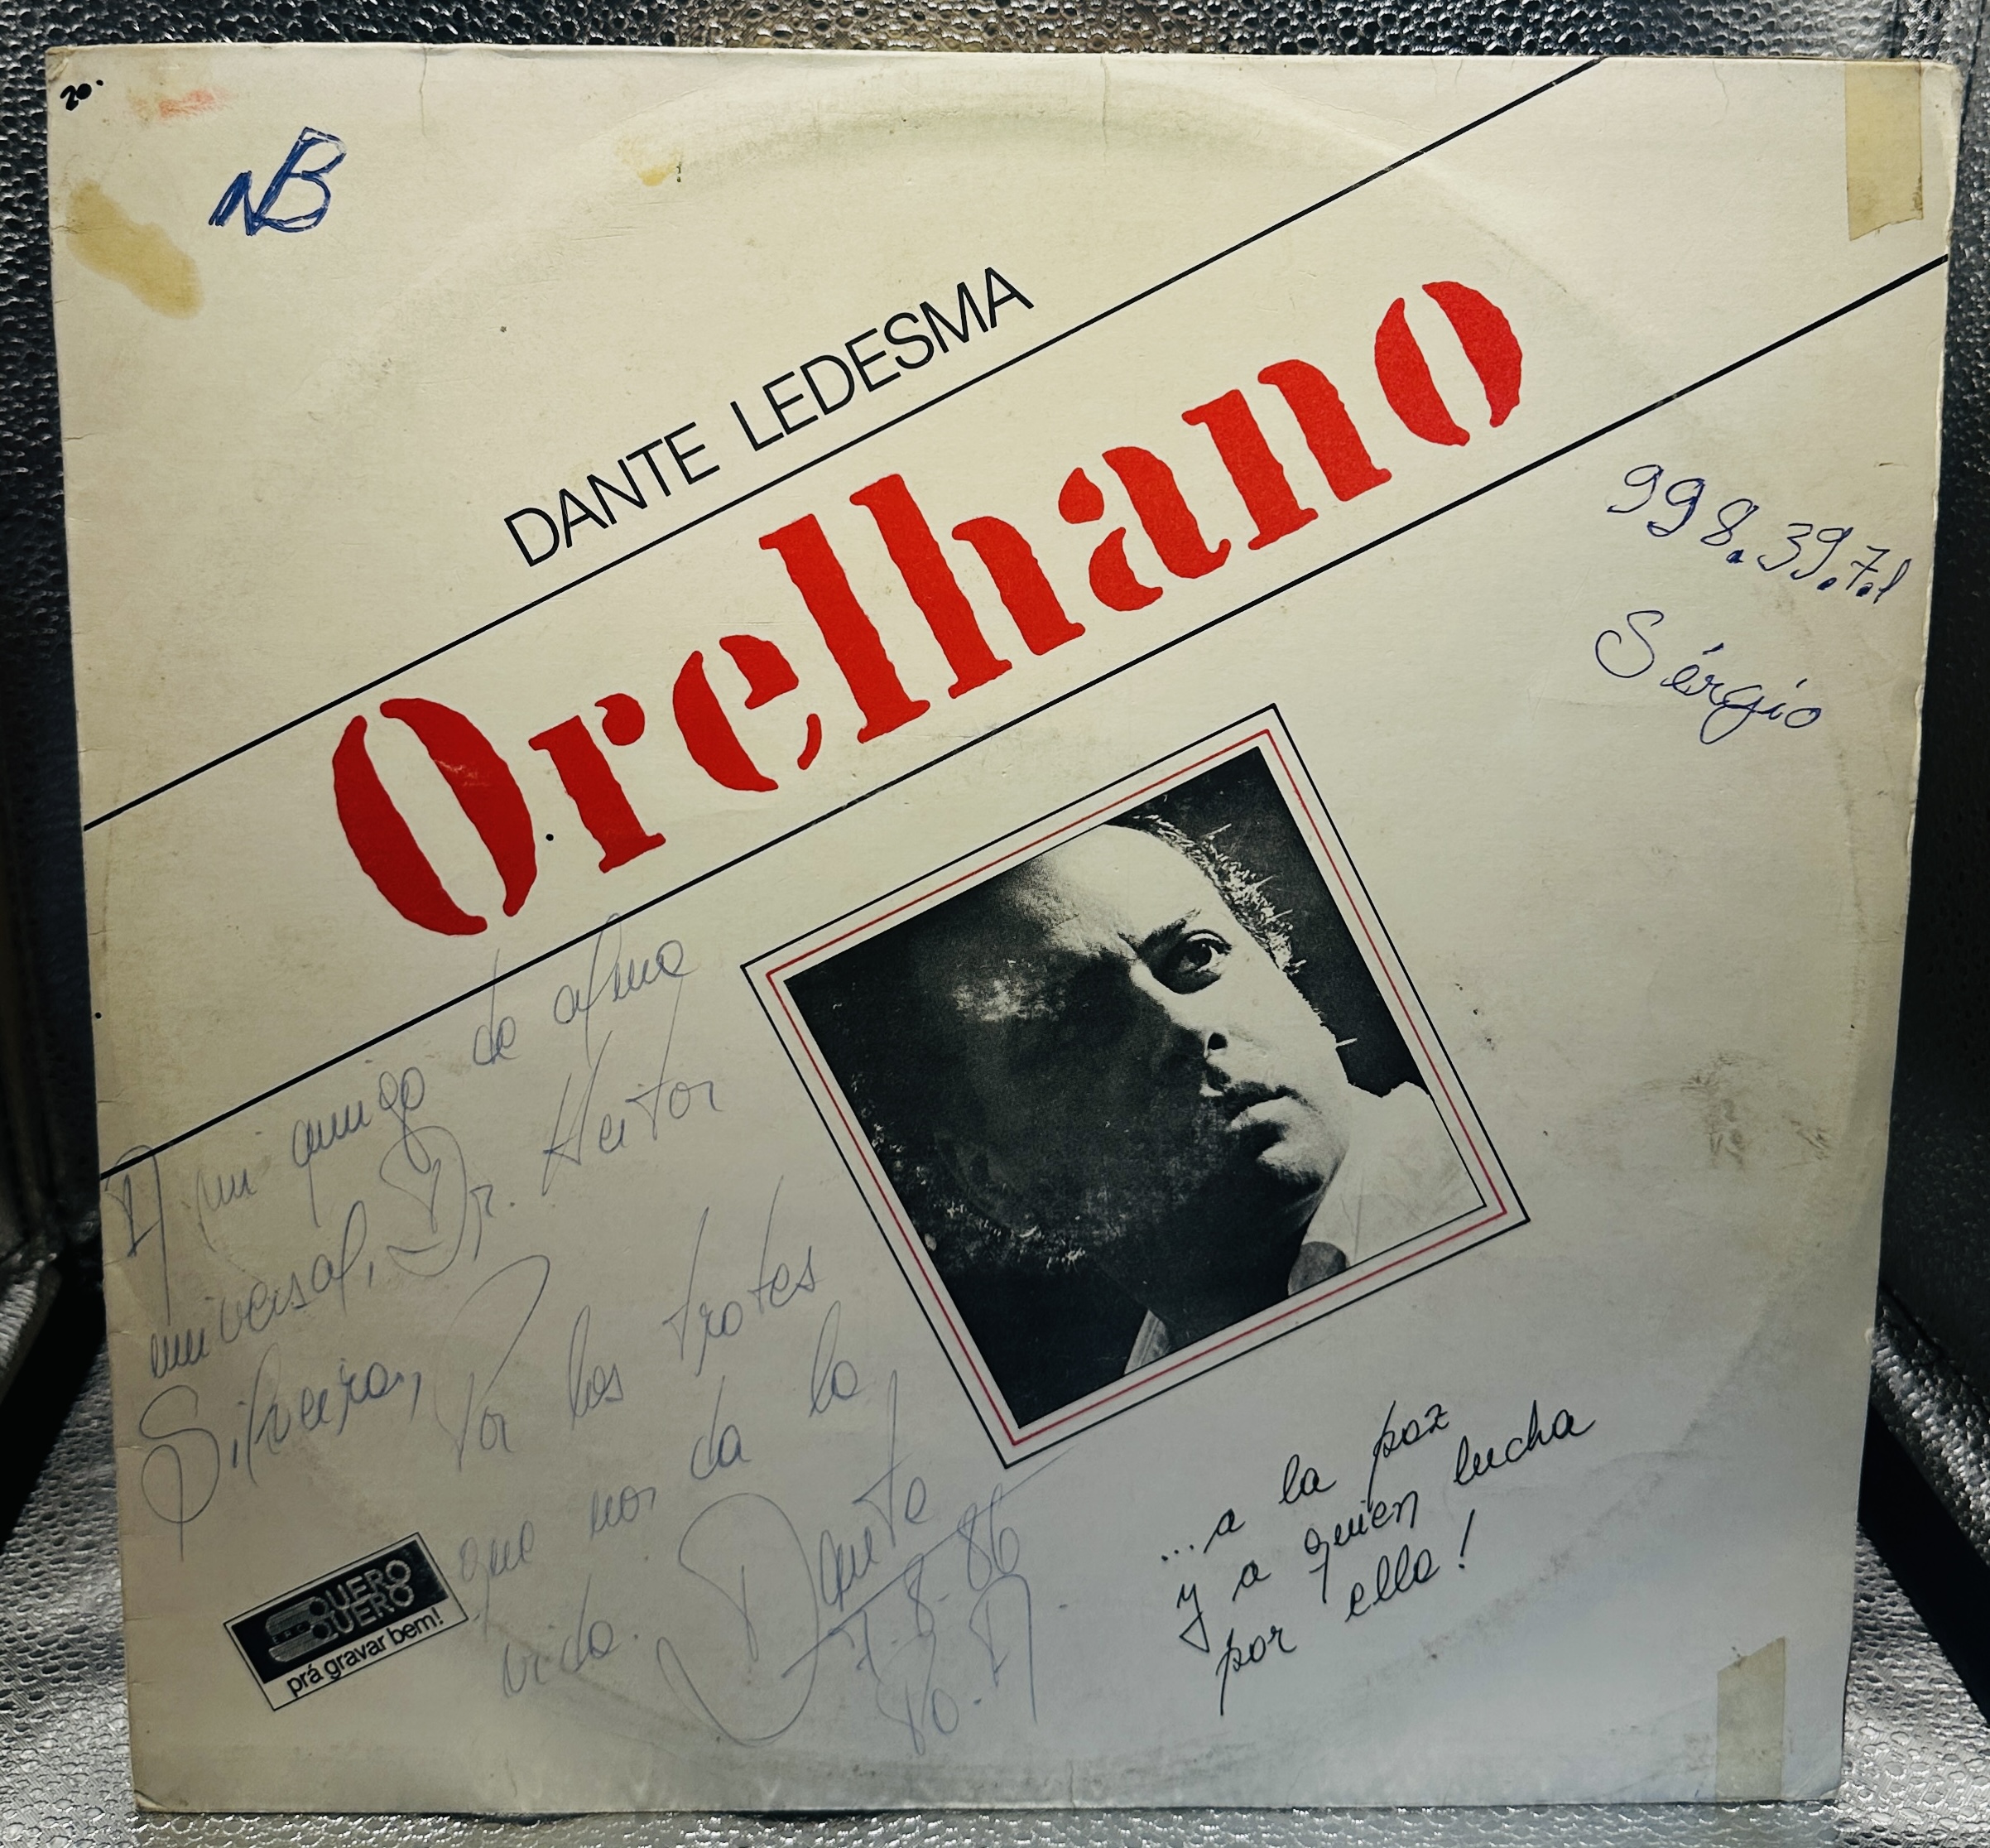 20.
NB
DANTE LEDESMA
Orelhano
998.39.71
Sérgio
A mi amigo de alma
universal, Dr. Heitor
Silveira, Por los trotes
que nos da la
vida. Dante
7-8-86
Po. A.
...a la paz
y a quien lucha
por ella!
QUERO
QUERO
prá gravar bem!